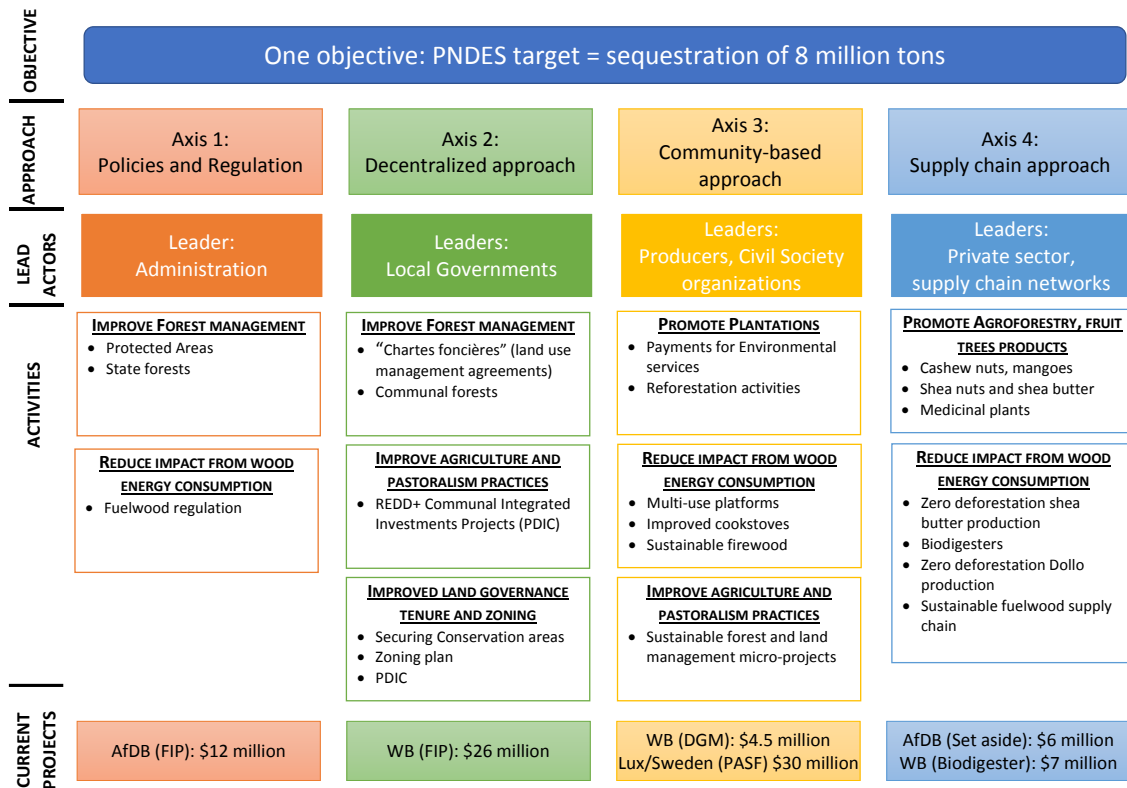 OBJECTIVE
One objective: PNDES target = sequestration of 8 million tons
APPROACH
Axis 1:
Policies and Regulation
Axis 2:
Decentralized approach
Axis 3:
Community-based
approach
Axis 4:
Supply chain approach
LEAD
ACTORS
Leader:
Administration
Leaders:
Local Governments
Leaders:
Producers, Civil Society
organizations
Leaders:
Private sector,
supply chain networks
ACTIVITIES
IMPROVE FOREST MANAGEMENT
• Protected Areas
• State forests
REDUCE IMPACT FROM WOOD
ENERGY CONSUMPTION
• Fuelwood regulation
IMPROVE FOREST MANAGEMENT
• “Chartes foncières” (land use
management agreements)
• Communal forests
IMPROVE AGRICULTURE AND
PASTORALISM PRACTICES
• REDD+ Communal Integrated
Investments Projects (PDIC)
IMPROVED LAND GOVERNANCE
TENURE AND ZONING
• Securing Conservation areas
• Zoning plan
• PDIC
PROMOTE PLANTATIONS
• Payments for Environmental
services
• Reforestation activities
REDUCE IMPACT FROM WOOD
ENERGY CONSUMPTION
• Multi-use platforms
• Improved cookstoves
• Sustainable firewood
IMPROVE AGRICULTURE AND
PASTORALISM PRACTICES
• Sustainable forest and land
management micro-projects
PROMOTE AGROFORESTRY, FRUIT
TREES PRODUCTS
• Cashew nuts, mangoes
• Shea nuts and shea butter
• Medicinal plants
REDUCE IMPACT FROM WOOD
ENERGY CONSUMPTION
• Zero deforestation shea
butter production
• Biodigesters
• Zero deforestation Dollo
production
• Sustainable fuelwood supply
chain
CURRENT
PROJECTS
AfDB (FIP): $12 million
WB (FIP): $26 million
WB (DGM): $4.5 million
Lux/Sweden (PASF) $30 million
AfDB (Set aside): $6 million
WB (Biodigester): $7 million